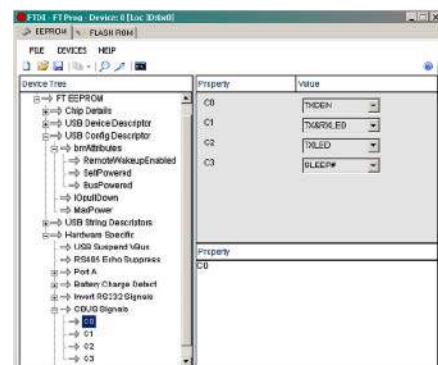 FTDI - FT Prog - Device: 0 [Loc ID:0x0]
EEPROM
FLASH ROM
FILE DEVICES HELP
Device Tree
FT EEPROM
Chip Details
USB Device Descriptor
USB Config Descriptor
bmAttributes
RemoteWakeupEnabled
SelfPowered
BusPowered
IOpullDown
MaxPower
USB String Descriptors
Hardware Specific
USB Suspend VBus
RS485 Echo Suppress
Port A
Battery Charge Detect
Invert RS232 Signals
CBUS Signals
C0
C1
C2
C3
Property Value
C0 TXDEN
C1 TX&RXLED
C2 TXLED
C3 SLEEP#
Property
C0